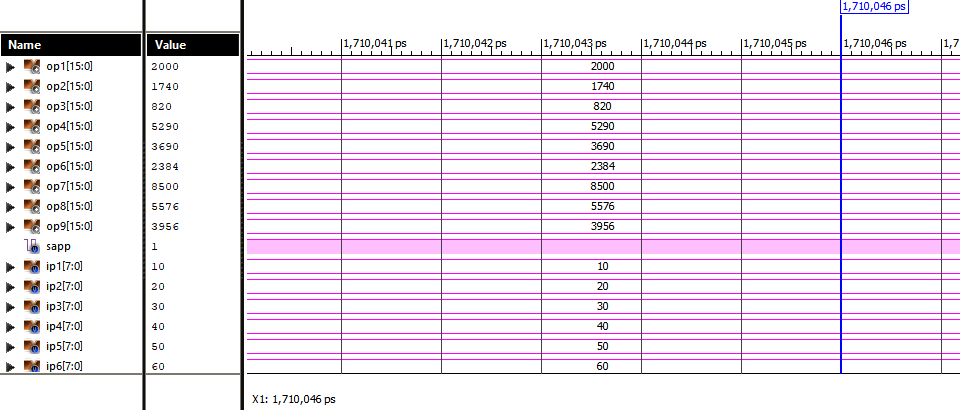 1,710,046 ps
Name Value
1,710,041 ps 1,710,042 ps 1,710,043 ps 1,710,044 ps 1,710,045 ps 1,710,046 ps 1,7
op1[15:0] 2000 2000
op2[15:0] 1740 1740
op3[15:0] 820 820
op4[15:0] 5290 5290
op5[15:0] 3690 3690
op6[15:0] 2384 2384
op7[15:0] 8500 8500
op8[15:0] 5576 5576
op9[15:0] 3956 3956
sapp 1
ip1[7:0] 10 10
ip2[7:0] 20 20
ip3[7:0] 30 30
ip4[7:0] 40 40
ip5[7:0] 50 50
ip6[7:0] 60 60
X1: 1,710,046 ps